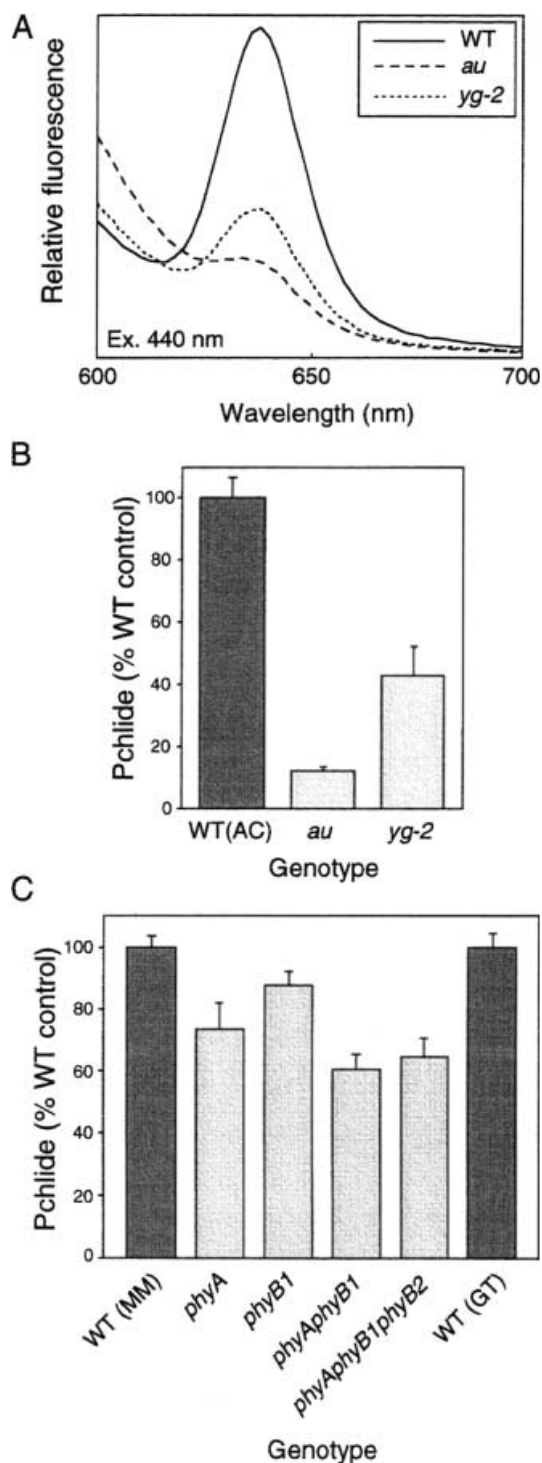 A
Relative fluorescence
WT
au
yg-2
Ex. 440 nm
600
650
700
Wavelength (nm)
B
Pchlide (% WT control)
100
80
60
40
20
0
WT(AC)
au
yg-2
Genotype
C
Pchlide (% WT control)
100
80
60
40
20
0
WT (MM)
phyA
phyB1
phyAphyB1
phyAphyB1phyB2
WT (GT)
Genotype